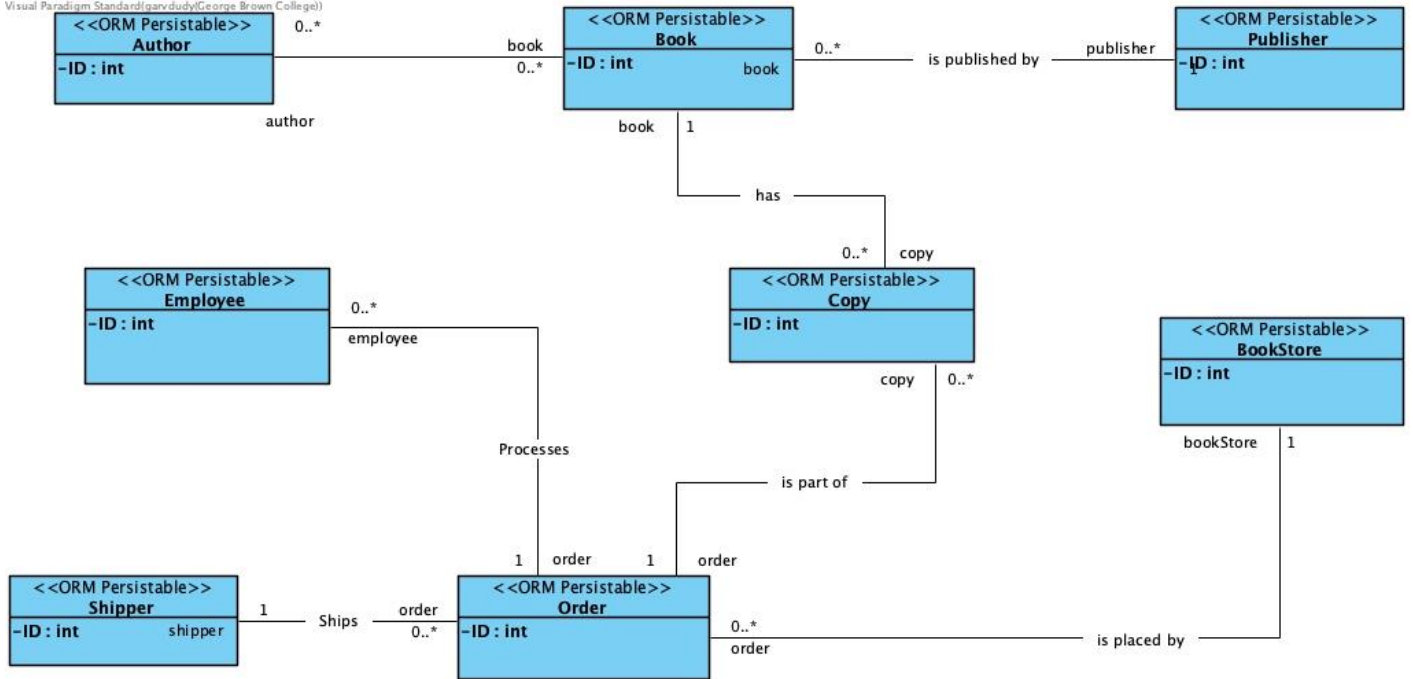 Visual Paradigm Standard(garvdudy(George Brown College))
<<ORM Persistable>>
Author
-ID : int
0..*
author
book
0..*
<<ORM Persistable>>
Book
-ID : int
book
0..*
is published by
publisher
1
<<ORM Persistable>>
Publisher
-ID : int
book
1
has
0..*
copy
<<ORM Persistable>>
Employee
-ID : int
0..*
employee
<<ORM Persistable>>
Copy
-ID : int
<<ORM Persistable>>
BookStore
-ID : int
copy
0..*
bookStore
1
Processes
is part of
1
order
1
order
<<ORM Persistable>>
Shipper
-ID : int
shipper
1
Ships
order
0..*
<<ORM Persistable>>
Order
-ID : int
0..*
order
is placed by